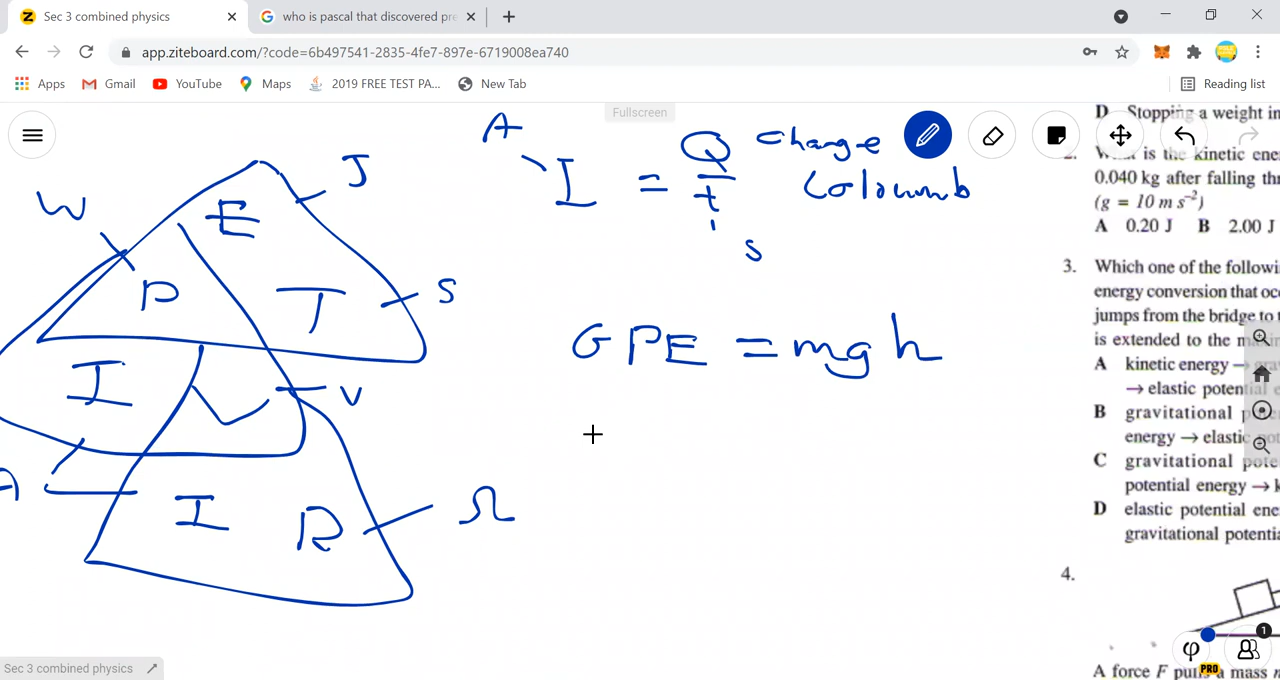 Sec 3 combined physics
who is pascal that discovered pre
app.ziteboard.com/?code=6b497541-2835-4fe7-897e-6719008ea740
Apps Gmail YouTube Maps 2019 FREE TEST PA... New Tab Reading list
Fullscreen
A
I = Q/t
Charge
Coloumb
s
J
W
E
P T s
GPE = mgh
I V v
A
I R Ω
D Stopping a weight in
is the kinetic ene
0.040 kg after falling thr
(g = 10 m s⁻²)
A 0.20 J B 2.00 J
3. Which one of the followi
energy conversion that oc
jumps from the bridge to
is extended to the
A kinetic energy →
→ elastic potential
B gravitational
energy → elastic
C gravitational pote
potential energy → k
D elastic potential ene
gravitational potentia
4.
A force F pulls a mass
PRO
1
Sec 3 combined physics